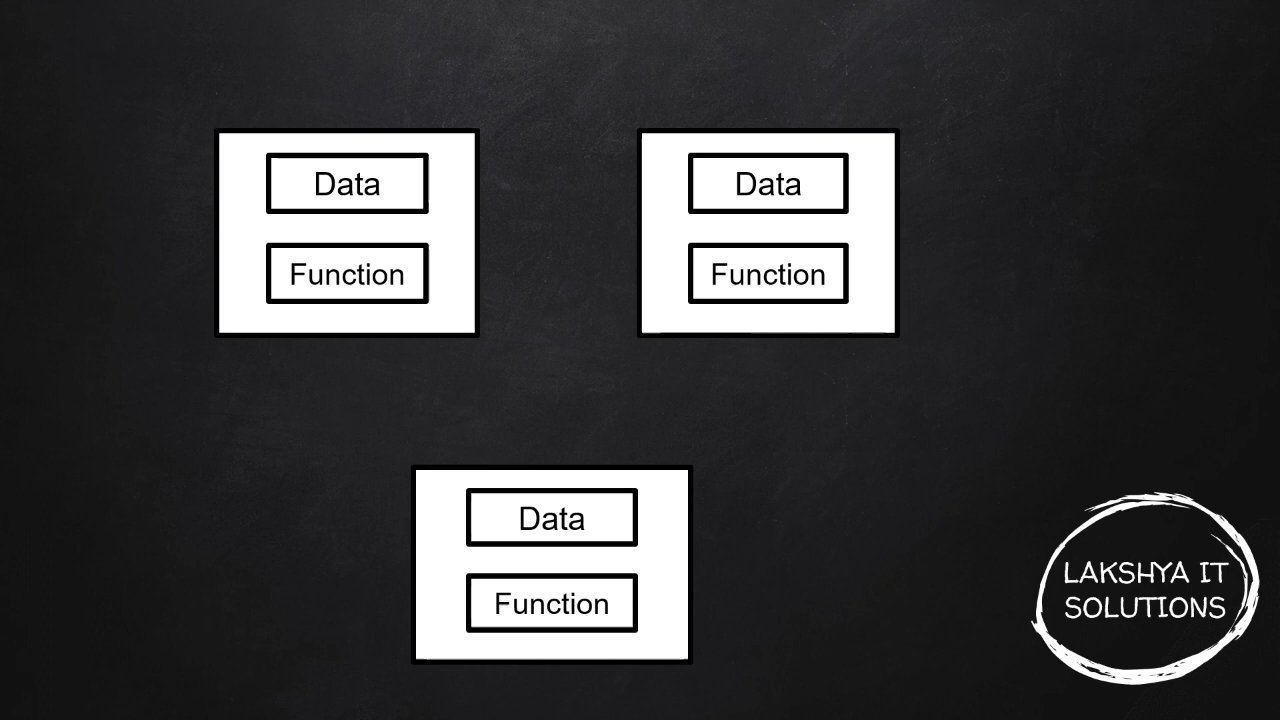 Data
Function
Data
Function
Data
Function
LAKSHYA IT
SOLUTIONS